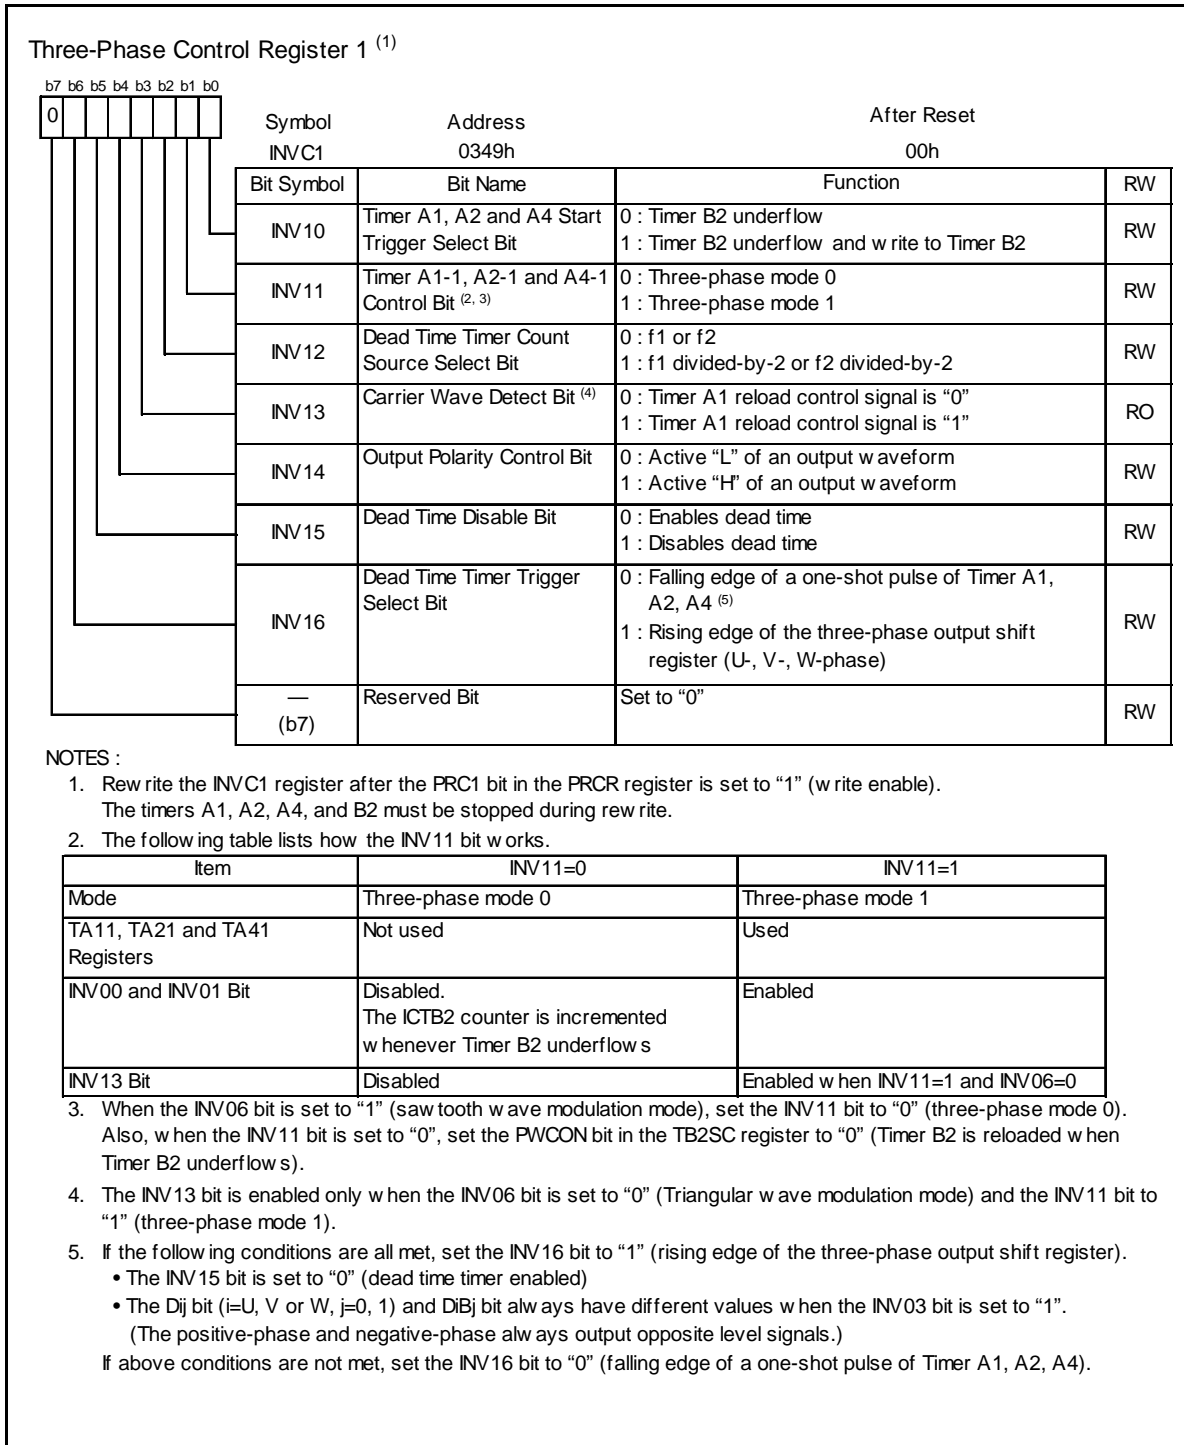 Three-Phase Control Register 1 (1)
b7 b6 b5 b4 b3 b2 b1 b0
0
Symbol Address After Reset
INVC1 0349h 00h
Bit Symbol Bit Name Function RW
INV10
Timer A1, A2 and A4 Start
Trigger Select Bit
0 : Timer B2 underflow
1 : Timer B2 underflow and write to Timer B2
RW
INV11
Timer A1-1, A2-1 and A4-1
Control Bit (2, 3)
0 : Three-phase mode 0
1 : Three-phase mode 1
RW
INV12
Dead Time Timer Count
Source Select Bit
0 : f1 or f2
1 : f1 divided-by-2 or f2 divided-by-2
RW
INV13
Carrier Wave Detect Bit (4)
0 : Timer A1 reload control signal is “0”
1 : Timer A1 reload control signal is “1”
RO
INV14
Output Polarity Control Bit
0 : Active “L” of an output waveform
1 : Active “H” of an output waveform
RW
INV15
Dead Time Disable Bit
0 : Enables dead time
1 : Disables dead time
RW
INV16
Dead Time Timer Trigger
Select Bit
0 : Falling edge of a one-shot pulse of Timer A1,
A2, A4 (5)
1 : Rising edge of the three-phase output shift
register (U-, V-, W-phase)
RW
—
(b7)
Reserved Bit
Set to “0”
RW
NOTES :
1. Rewrite the INVC1 register after the PRC1 bit in the PRCR register is set to “1” (write enable).
The timers A1, A2, A4, and B2 must be stopped during rewrite.
2. The following table lists how the INV11 bit works.
Item INV11=0 INV11=1
Mode Three-phase mode 0 Three-phase mode 1
TA11, TA21 and TA41
Registers
Not used
Used
INV00 and INV01 Bit
Disabled.
The ICTB2 counter is incremented
whenever Timer B2 underflows
Enabled
INV13 Bit Disabled Enabled when INV11=1 and INV06=0
3. When the INV06 bit is set to “1” (sawtooth wave modulation mode), set the INV11 bit to “0” (three-phase mode 0).
Also, when the INV11 bit is set to “0”, set the PWCON bit in the TB2SC register to “0” (Timer B2 is reloaded when
Timer B2 underflows).
4. The INV13 bit is enabled only when the INV06 bit is set to “0” (Triangular wave modulation mode) and the INV11 bit to
“1” (three-phase mode 1).
5. If the following conditions are all met, set the INV16 bit to “1” (rising edge of the three-phase output shift register).
• The INV15 bit is set to “0” (dead time timer enabled)
• The Dij bit (i=U, V or W, j=0, 1) and DiBj bit always have different values when the INV03 bit is set to “1”.
(The positive-phase and negative-phase always output opposite level signals.)
If above conditions are not met, set the INV16 bit to “0” (falling edge of a one-shot pulse of Timer A1, A2, A4).